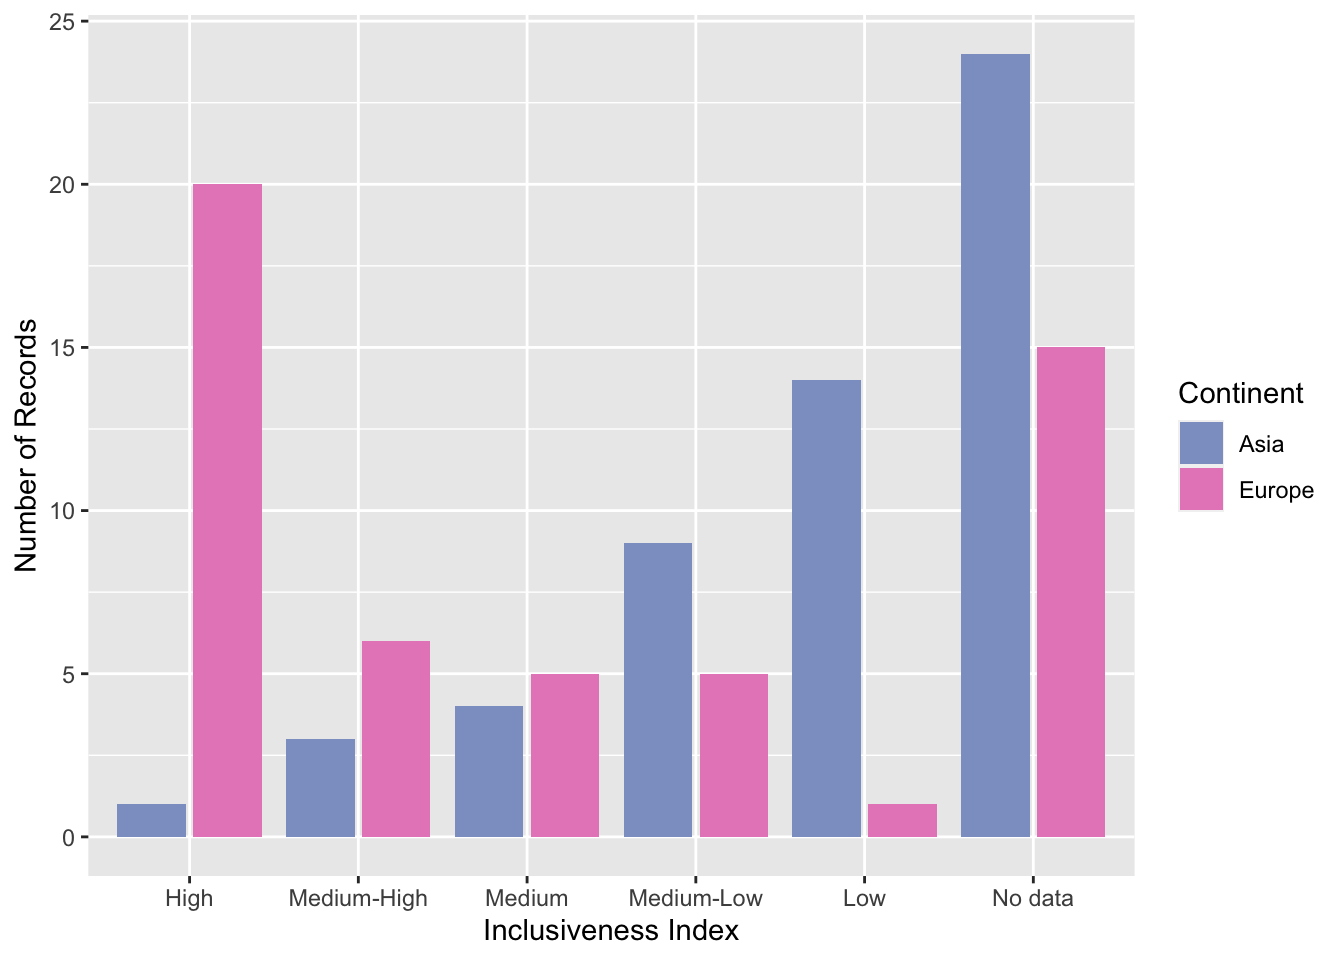 25
20
15
10
5
0
Number of Records
High
Medium-High
Medium
Medium-Low
Low
No data
Inclusiveness Index
Continent
Asia
Europe